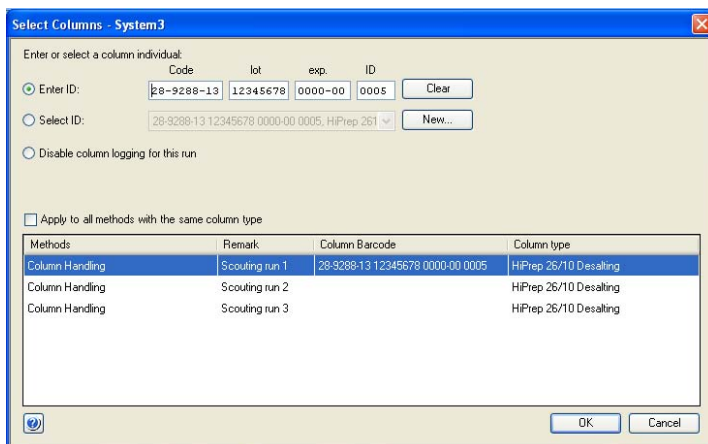 Select Columns - System3
Enter or select a column individual:
Code lot exp. ID
Enter ID: 28-9288-13 12345678 0000-00 0005 Clear
Select ID: 28-9288-13 12345678 0000-00 0005, HiPrep 261 New...
Disable column logging for this run
Apply to all methods with the same column type
Methods Remark Column Barcode Column type
Column Handling Scouting run 1 28-9288-13 12345678 0000-00 0005 HiPrep 26/10 Desalting
Column Handling Scouting run 2 HiPrep 26/10 Desalting
Column Handling Scouting run 3 HiPrep 26/10 Desalting
? OK Cancel